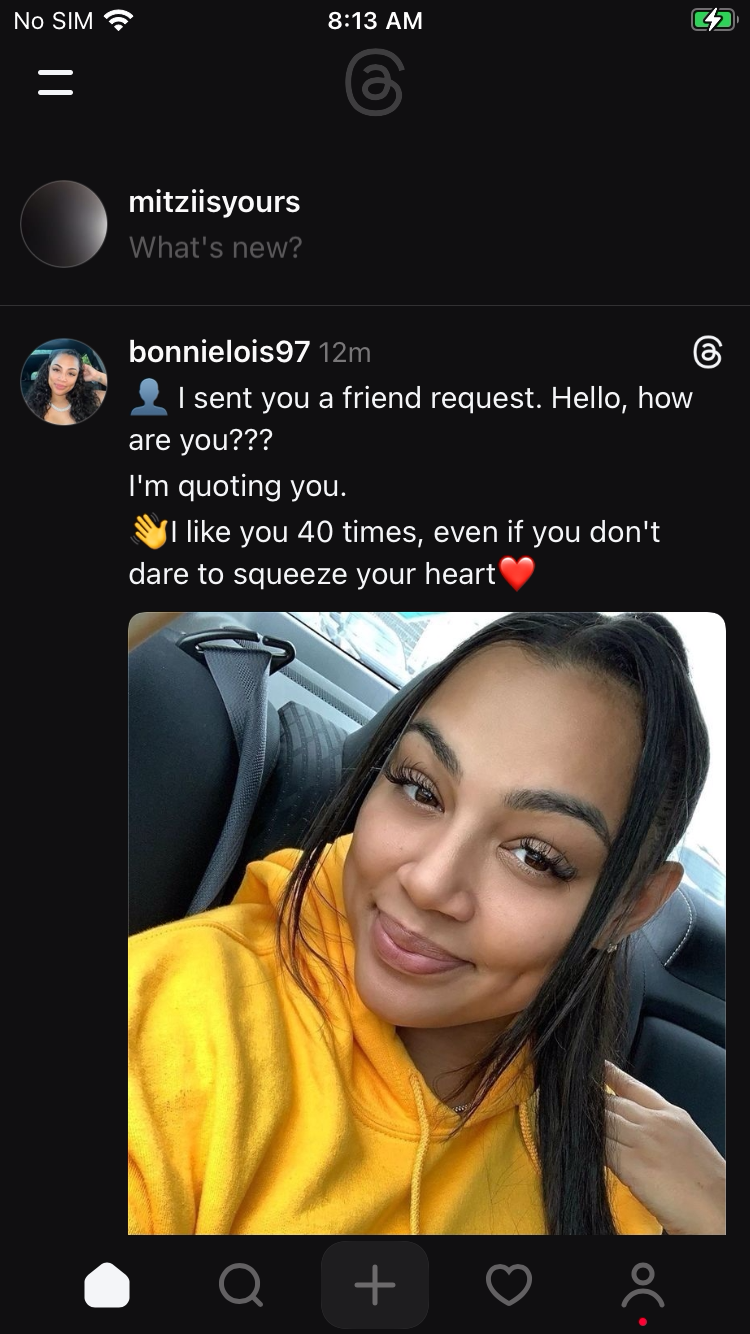 No SIM 8:13 AM
mitziisyours
What's new?
bonnielois97 12m
👤 I sent you a friend request. Hello, how
are you???
I'm quoting you.
👋I like you 40 times, even if you don't
dare to squeeze your heart❤️